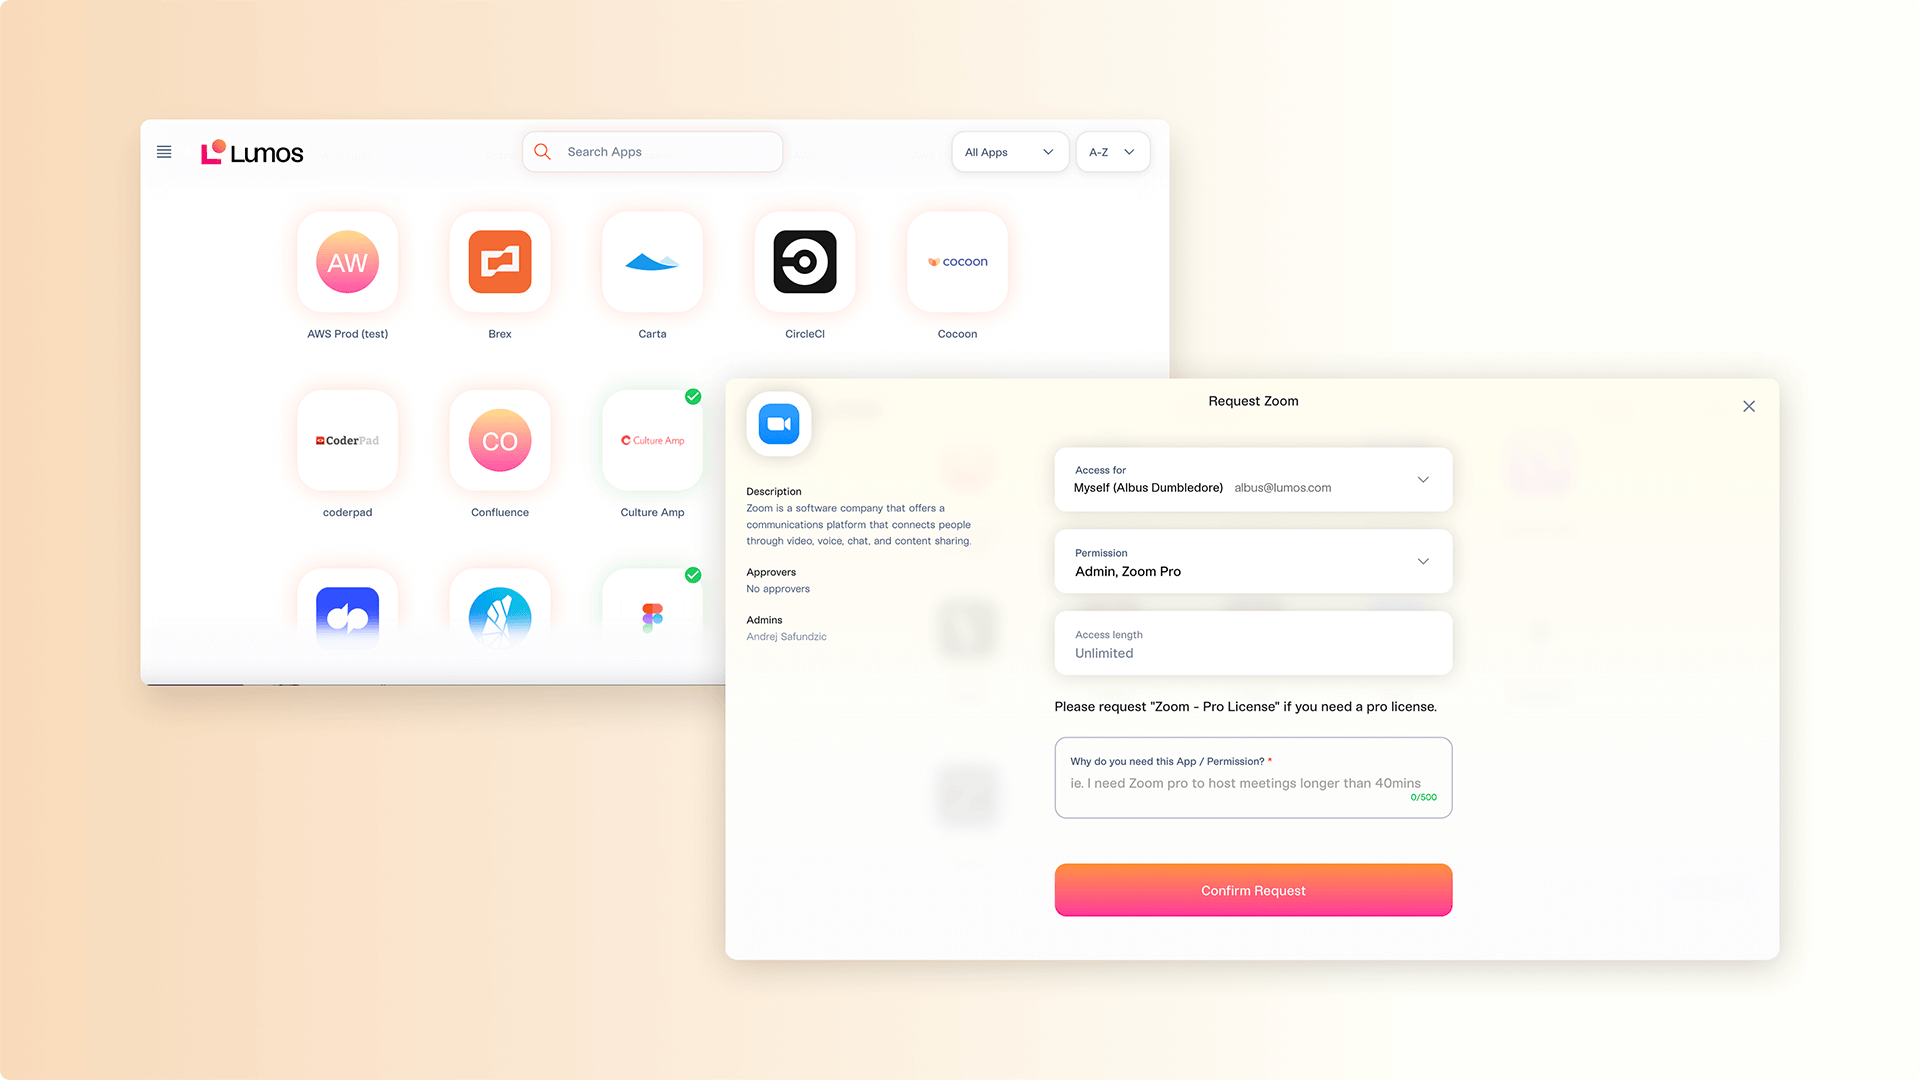 Lumos
Search Apps
All Apps
A-Z
AW
cocoon
AWS Prod (test)
Brex
Carta
CircleCI
Cocoon
CoderPad
CO
Culture Amp
coderpad
Confluence
Culture Amp
Request Zoom
Description
Zoom is a software company that offers a
communications platform that connects people
through video, voice, chat, and content sharing.
Approvers
No approvers
Admins
Andrej Safundzic
Access for
Myself (Albus Dumbledore) albus@lumos.com
Permission
Admin, Zoom Pro
Access length
Unlimited
Please request "Zoom - Pro License" if you need a pro license.
Why do you need this App / Permission? *
ie. I need Zoom pro to host meetings longer than 40mins
0/500
Confirm Request